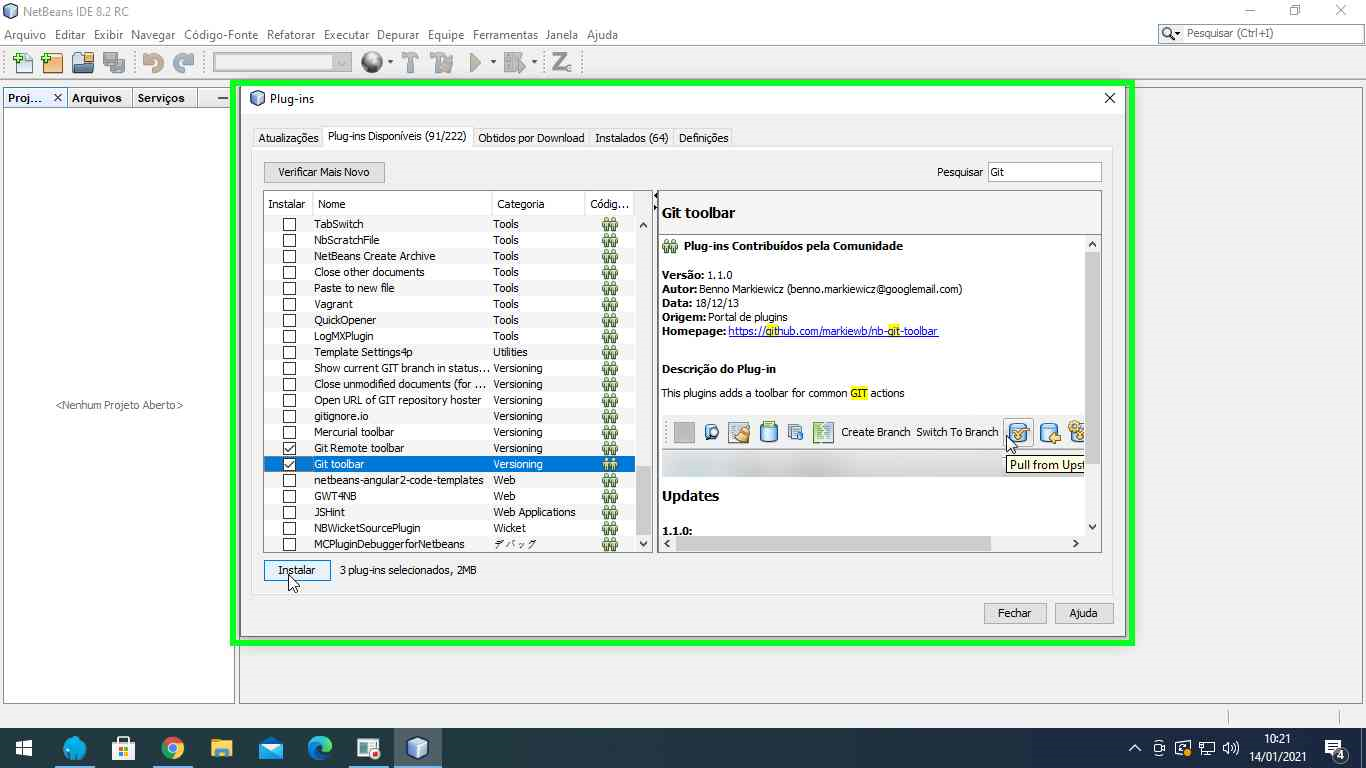 NetBeans IDE 8.2 RC
Arquivo Editar Exibir Navegar Código-Fonte Refatorar Executar Depurar Equipe Ferramentas Janela Ajuda
Pesquisar (Ctrl+I)
Proj... Arquivos Serviços
<Nenhum Projeto Aberto>
Plug-ins
Atualizações Plug-ins Disponíveis (91/222) Obtidos por Download Instalados (64) Definições
Verificar Mais Novo
Pesquisar Git
Instalar Nome Categoria Códig...
TabSwitch Tools
NbScratchFile Tools
NetBeans Create Archive Tools
Close other documents Tools
Paste to new file Tools
Vagrant Tools
QuickOpener Tools
LogMXPlugin Tools
Template Settings4p Utilities
Show current GIT branch in status... Versioning
Close unmodified documents (for ... Versioning
Open URL of GIT repository hoster Versioning
gitignore.io Versioning
Mercurial toolbar Versioning
Git Remote toolbar Versioning
Git toolbar Versioning
netbeans-angular2-code-templates Web
GWT4NB Web
JSHint Web Applications
NBWicketSourcePlugin Wicket
MCPluginDebuggerforNetbeans デバッグ
Git toolbar
Plug-ins Contribuídos pela Comunidade
Versão: 1.1.0
Autor: Benno Markiewicz (benno.markiewicz@googlemail.com)
Data: 18/12/13
Origem: Portal de plugins
Homepage: https://github.com/markiewb/nb-git-toolbar
Descrição do Plug-in
This plugins adds a toolbar for common GIT actions
Create Branch Switch To Branch
Pull from Upst
Updates
1.1.0:
Instalar 3 plug-ins selecionados, 2MB
Fechar Ajuda
10:21
14/01/2021
4